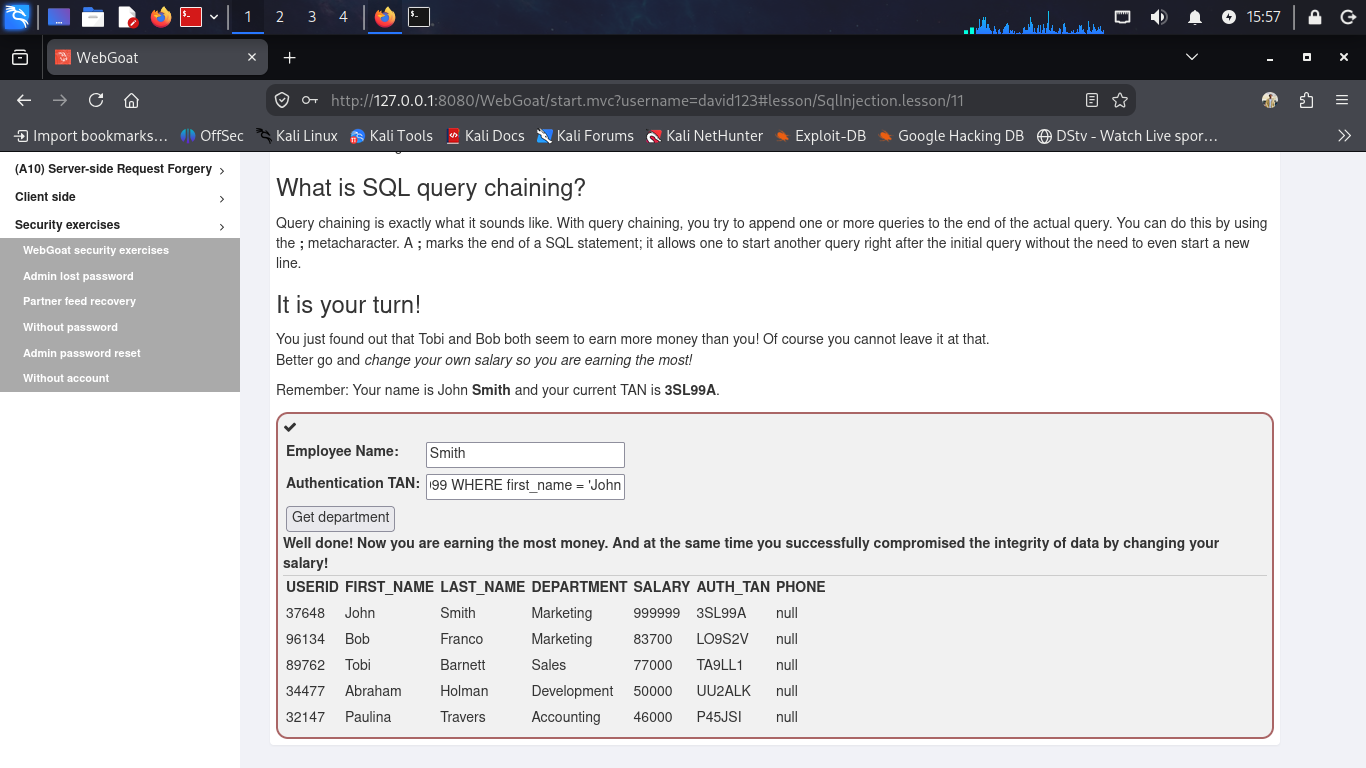 1 2 3 4 15:57
WebGoat
http://127.0.0.1:8080/WebGoat/start.mvc?username=david123#lesson/SqlInjection.lesson/11
Import bookmarks... OffSec Kali Linux Kali Tools Kali Docs Kali Forums Kali NetHunter Exploit-DB Google Hacking DB DStv - Watch Live spor...
(A10) Server-side Request Forgery
Client side
Security exercises
WebGoat security exercises
Admin lost password
Partner feed recovery
Without password
Admin password reset
Without account
What is SQL query chaining?
Query chaining is exactly what it sounds like. With query chaining, you try to append one or more queries to the end of the actual query. You can do this by using
the ; metacharacter. A ; marks the end of a SQL statement; it allows one to start another query right after the initial query without the need to even start a new
line.
It is your turn!
You just found out that Tobi and Bob both seem to earn more money than you! Of course you cannot leave it at that.
Better go and change your own salary so you are earning the most!
Remember: Your name is John Smith and your current TAN is 3SL99A.
Employee Name: Smith
Authentication TAN: 99 WHERE first_name = 'John
Get department
Well done! Now you are earning the most money. And at the same time you successfully compromised the integrity of data by changing your
salary!
USERID FIRST_NAME LAST_NAME DEPARTMENT SALARY AUTH_TAN PHONE
37648 John Smith Marketing 999999 3SL99A null
96134 Bob Franco Marketing 83700 LO9S2V null
89762 Tobi Barnett Sales 77000 TA9LL1 null
34477 Abraham Holman Development 50000 UU2ALK null
32147 Paulina Travers Accounting 46000 P45JSI null